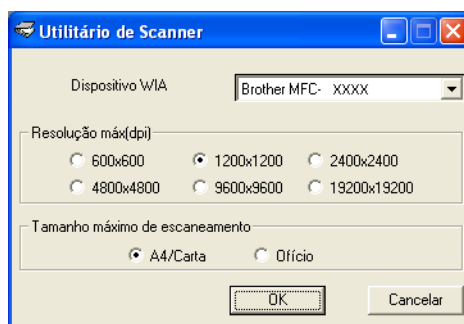 Utilitário de Scanner
Dispositivo WIA Brother MFC- XXXX
Resolução máx(dpi)
600x600 1200x1200 2400x2400
4800x4800 9600x9600 19200x19200
Tamanho máximo de escaneamento
A4/Carta Ofício
OK Cancelar